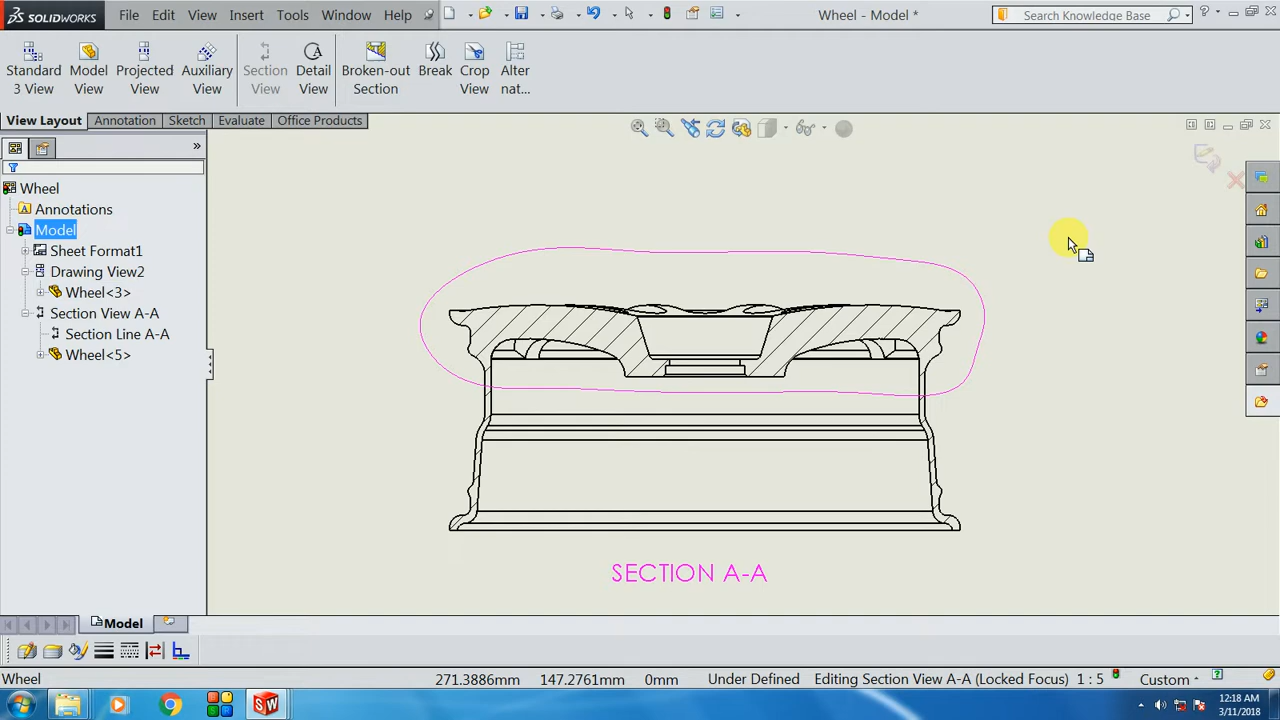 SOLIDWORKS File Edit View Insert Tools Window Help Wheel - Model * Search Knowledge Base ?
Standard 3 View
Model View
Projected View
Auxiliary View
Section View
Detail View
Broken-out Section
Break
Crop View
Alter nat...
View Layout Annotation Sketch Evaluate Office Products
Wheel
Annotations
Model
Sheet Format1
Drawing View2
Wheel<3>
Section View A-A
Section Line A-A
Wheel<5>
SECTION A-A
Model
Wheel 271.3886mm 147.2761mm 0mm Under Defined Editing Section View A-A (Locked Focus) 1 : 5 Custom
12:18 AM
3/11/2018